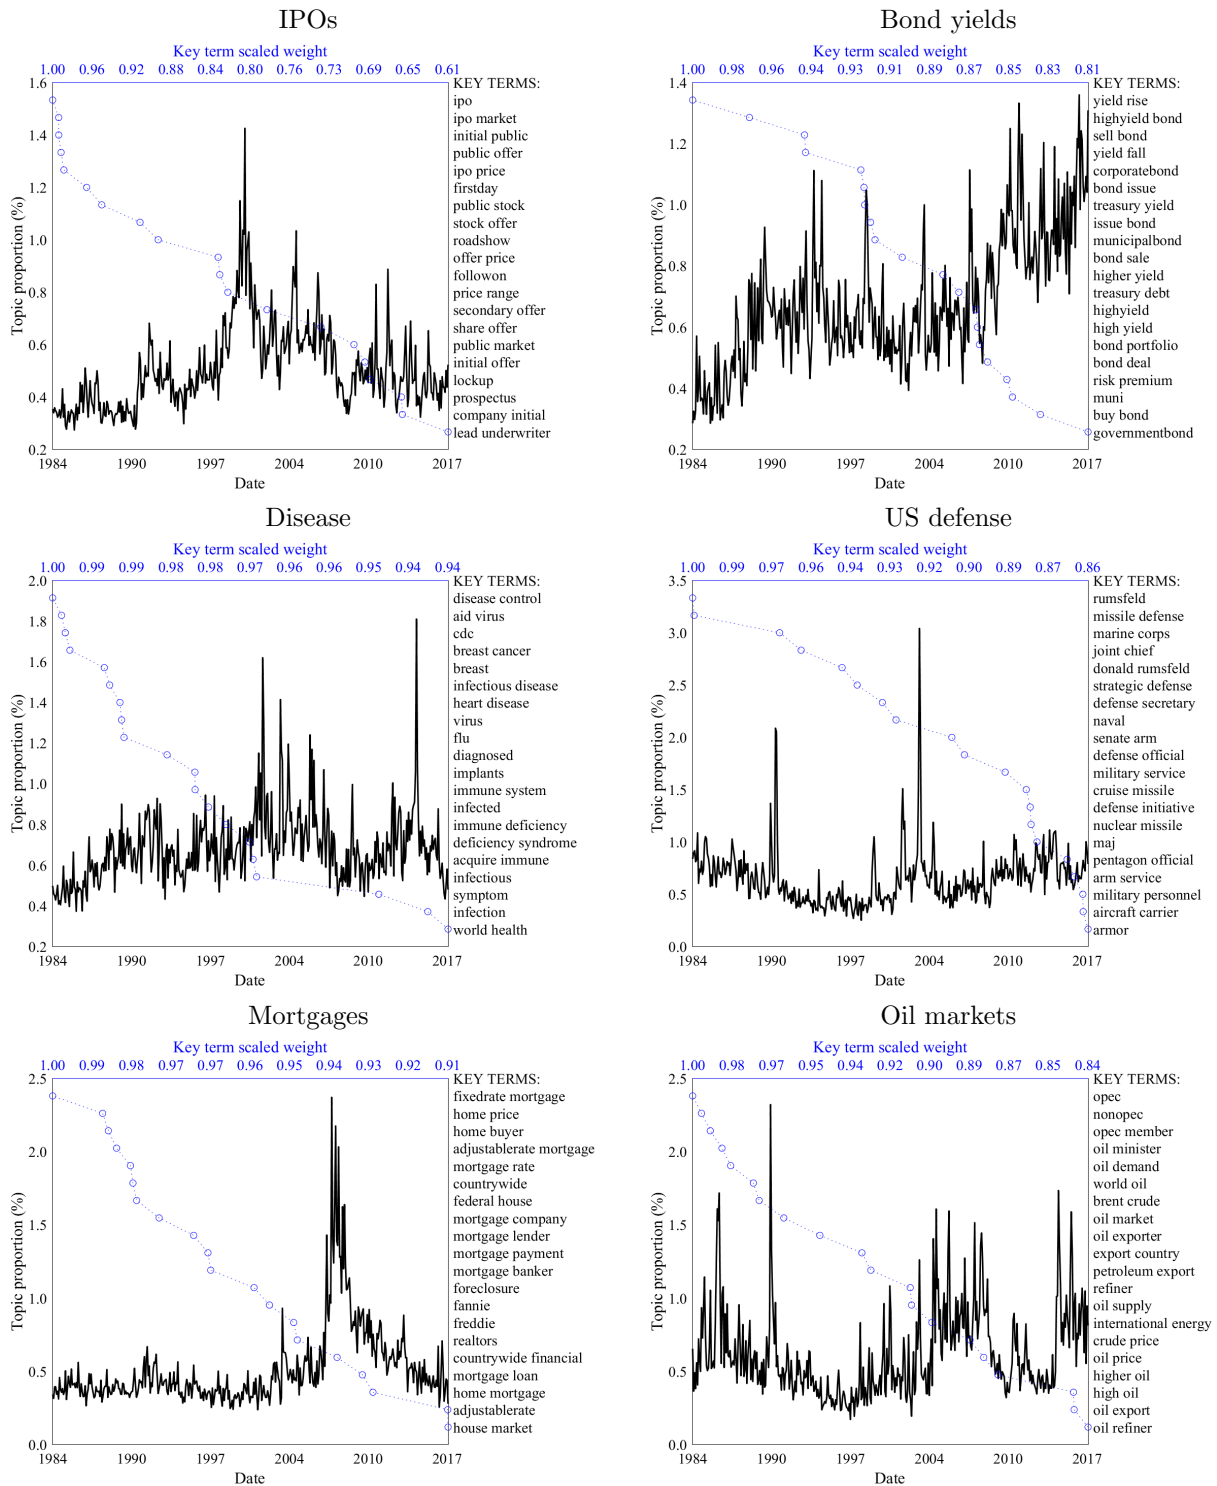 IPOs
Key term scaled weight
1.00 0.96 0.92 0.88 0.84 0.80 0.76 0.73 0.69 0.65 0.61
KEY TERMS:
ipo
ipo market
initial public
public offer
ipo price
firstday
public stock
stock offer
roadshow
offer price
followon
price range
secondary offer
share offer
public market
initial offer
lockup
prospectus
company initial
lead underwriter
Topic proportion (%)
1.6
1.4
1.2
1.0
0.8
0.6
0.4
0.2
1984 1990 1997 2004 2010 2017
Date
Bond yields
Key term scaled weight
1.00 0.98 0.96 0.94 0.93 0.91 0.89 0.87 0.85 0.83 0.81
KEY TERMS:
yield rise
highyield bond
sell bond
yield fall
corporatebond
bond issue
treasury yield
issue bond
municipalbond
bond sale
higher yield
treasury debt
highyield
high yield
bond portfolio
bond deal
risk premium
muni
buy bond
governmentbond
Topic proportion (%)
1.4
1.2
1.0
0.8
0.6
0.4
0.2
1984 1990 1997 2004 2010 2017
Date
Disease
Key term scaled weight
1.00 0.99 0.99 0.98 0.98 0.97 0.96 0.96 0.95 0.94 0.94
KEY TERMS:
disease control
aid virus
cdc
breast cancer
breast
infectious disease
heart disease
virus
flu
diagnosed
implants
immune system
infected
immune deficiency
deficiency syndrome
acquire immune
infectious
symptom
infection
world health
Topic proportion (%)
2.0
1.8
1.6
1.4
1.2
1.0
0.8
0.6
0.4
0.2
1984 1990 1997 2004 2010 2017
Date
US defense
Key term scaled weight
1.00 0.99 0.97 0.96 0.94 0.93 0.92 0.90 0.89 0.87 0.86
KEY TERMS:
rumsfeld
missile defense
marine corps
joint chief
donald rumsfeld
strategic defense
defense secretary
naval
senate arm
defense official
military service
cruise missile
defense initiative
nuclear missile
maj
pentagon official
arm service
military personnel
aircraft carrier
armor
Topic proportion (%)
3.5
3.0
2.5
2.0
1.5
1.0
0.5
0.0
1984 1990 1997 2004 2010 2017
Date
Mortgages
Key term scaled weight
1.00 0.99 0.98 0.97 0.97 0.96 0.95 0.94 0.93 0.92 0.91
KEY TERMS:
fixedrate mortgage
home price
home buyer
adjustablerate mortgage
mortgage rate
countrywide
federal house
mortgage company
mortgage lender
mortgage payment
mortgage banker
foreclosure
fannie
freddie
realtors
countrywide financial
mortgage loan
home mortgage
adjustablerate
house market
Topic proportion (%)
2.5
2.0
1.5
1.0
0.5
0.0
1984 1990 1997 2004 2010 2017
Date
Oil markets
Key term scaled weight
1.00 0.98 0.97 0.95 0.94 0.92 0.90 0.89 0.87 0.85 0.84
KEY TERMS:
opec
nonopec
opec member
oil minister
oil demand
world oil
brent crude
oil market
oil exporter
export country
petroleum export
refiner
oil supply
international energy
crude price
oil price
higher oil
high oil
oil export
oil refiner
Topic proportion (%)
2.5
2.0
1.5
1.0
0.5
0.0
1984 1990 1997 2004 2010 2017
Date